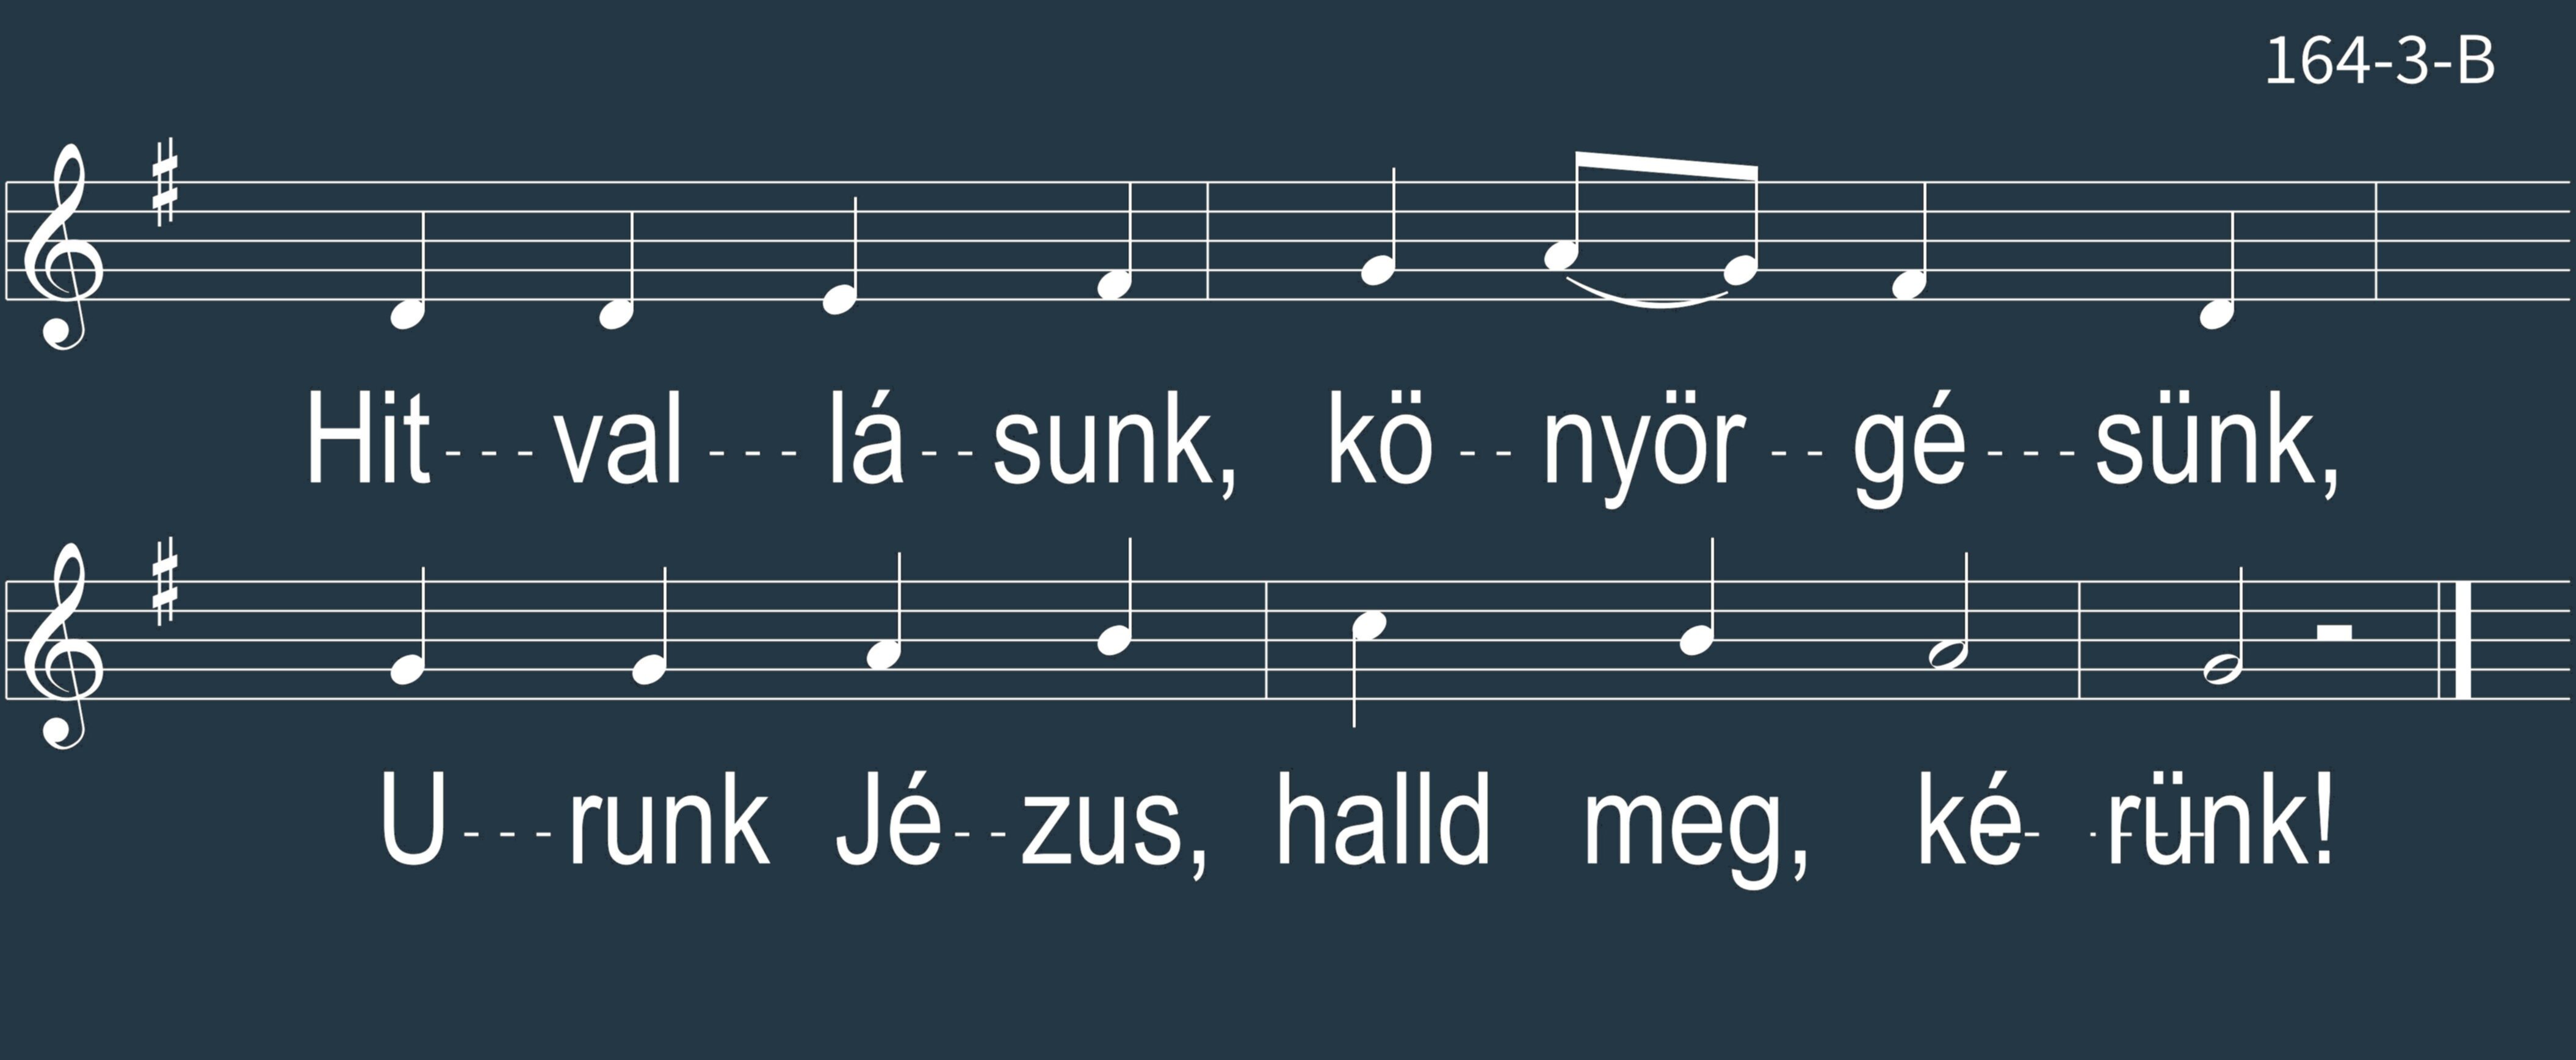 164-3-B
Hit---val---lá--sunk, kö--nyör--gé---sünk,
U---runk Jé--zus, halld meg, ké--rünk!